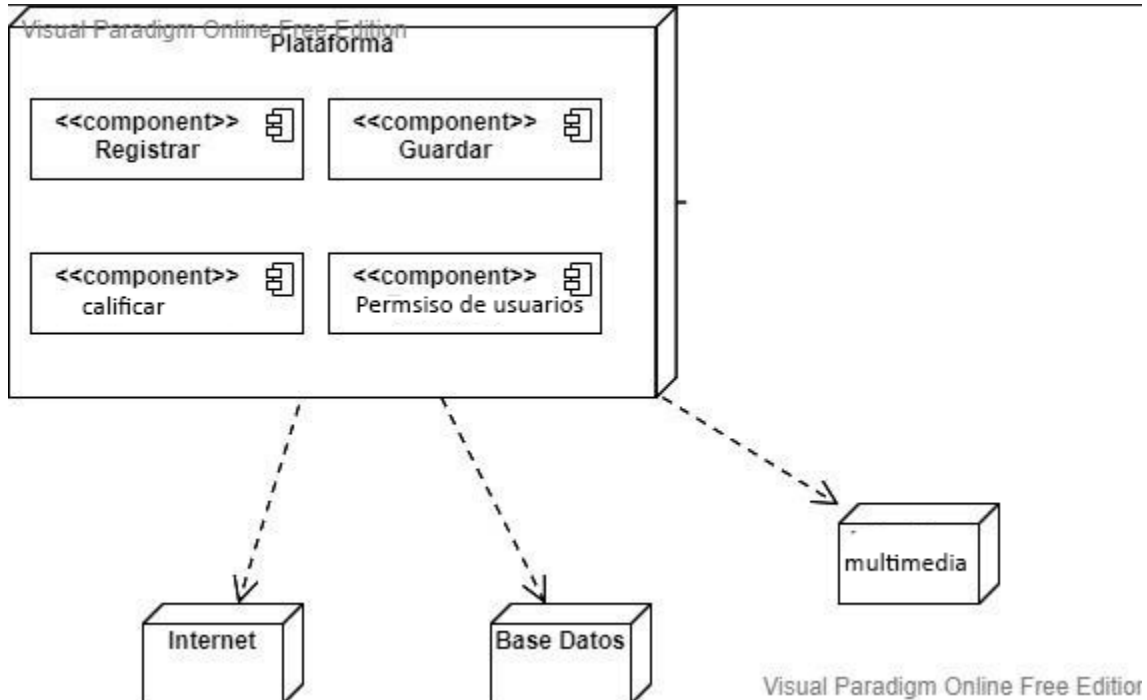 Visual Paradigm Online Free Edition
Plataforma
<<component>>
Registrar
<<component>>
Guardar
<<component>>
calificar
<<component>>
Permsiso de usuarios
multimedia
Internet
Base Datos
Visual Paradigm Online Free Edition